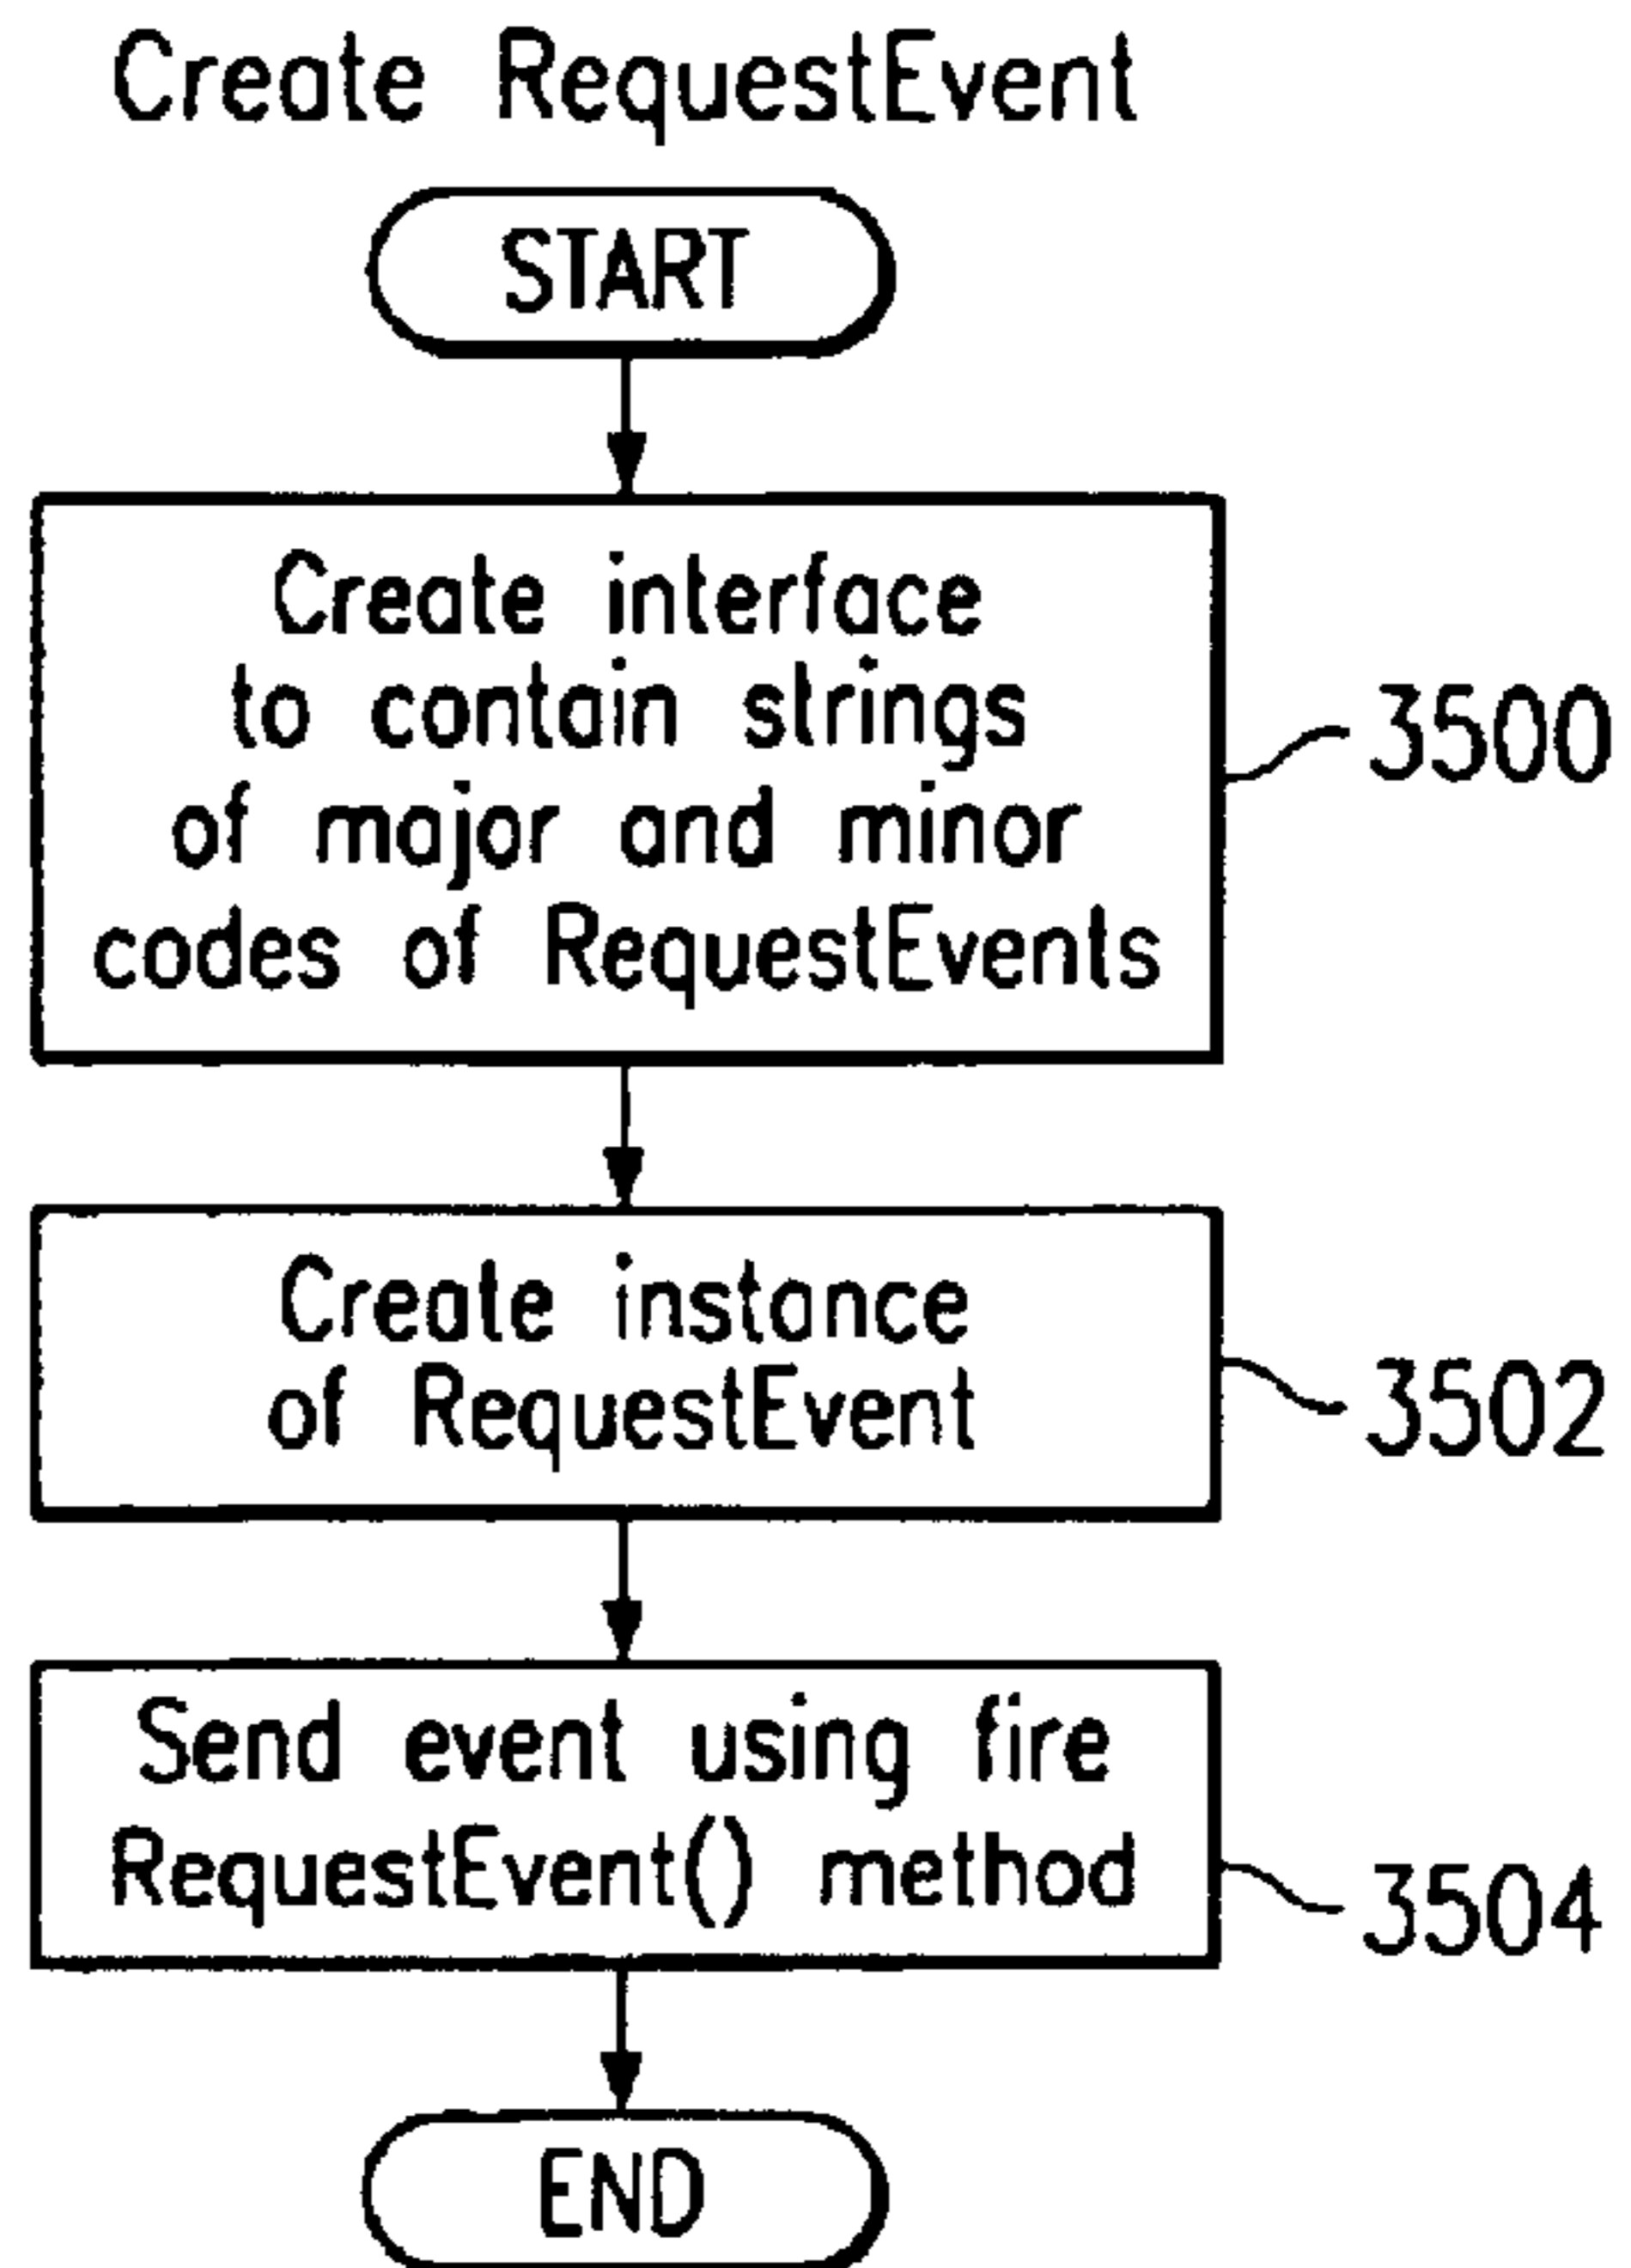 Create RequestEvent
START
Create interface
to contain strings
of major and minor
codes of RequestEvents
3500
Create instance
of RequestEvent
3502
Send event using fire
RequestEvent() method
3504
END